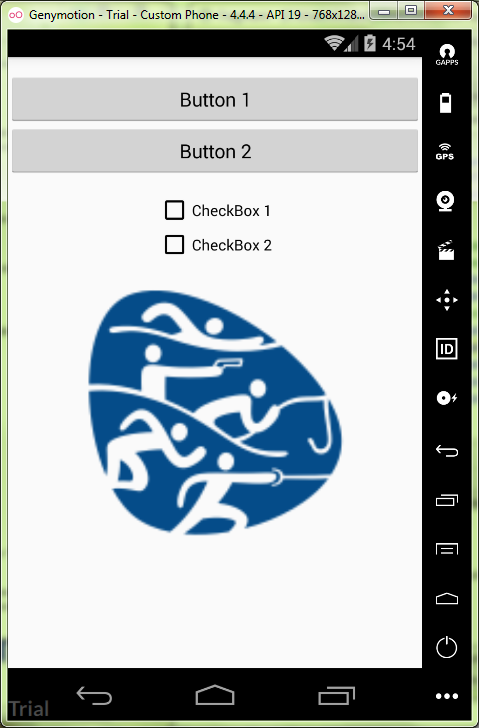 Genymotion - Trial - Custom Phone - 4.4.4 - API 19 - 768x128...
4:54
GAPPS
Button 1
Button 2
GPS
CheckBox 1
CheckBox 2
ID
Trial